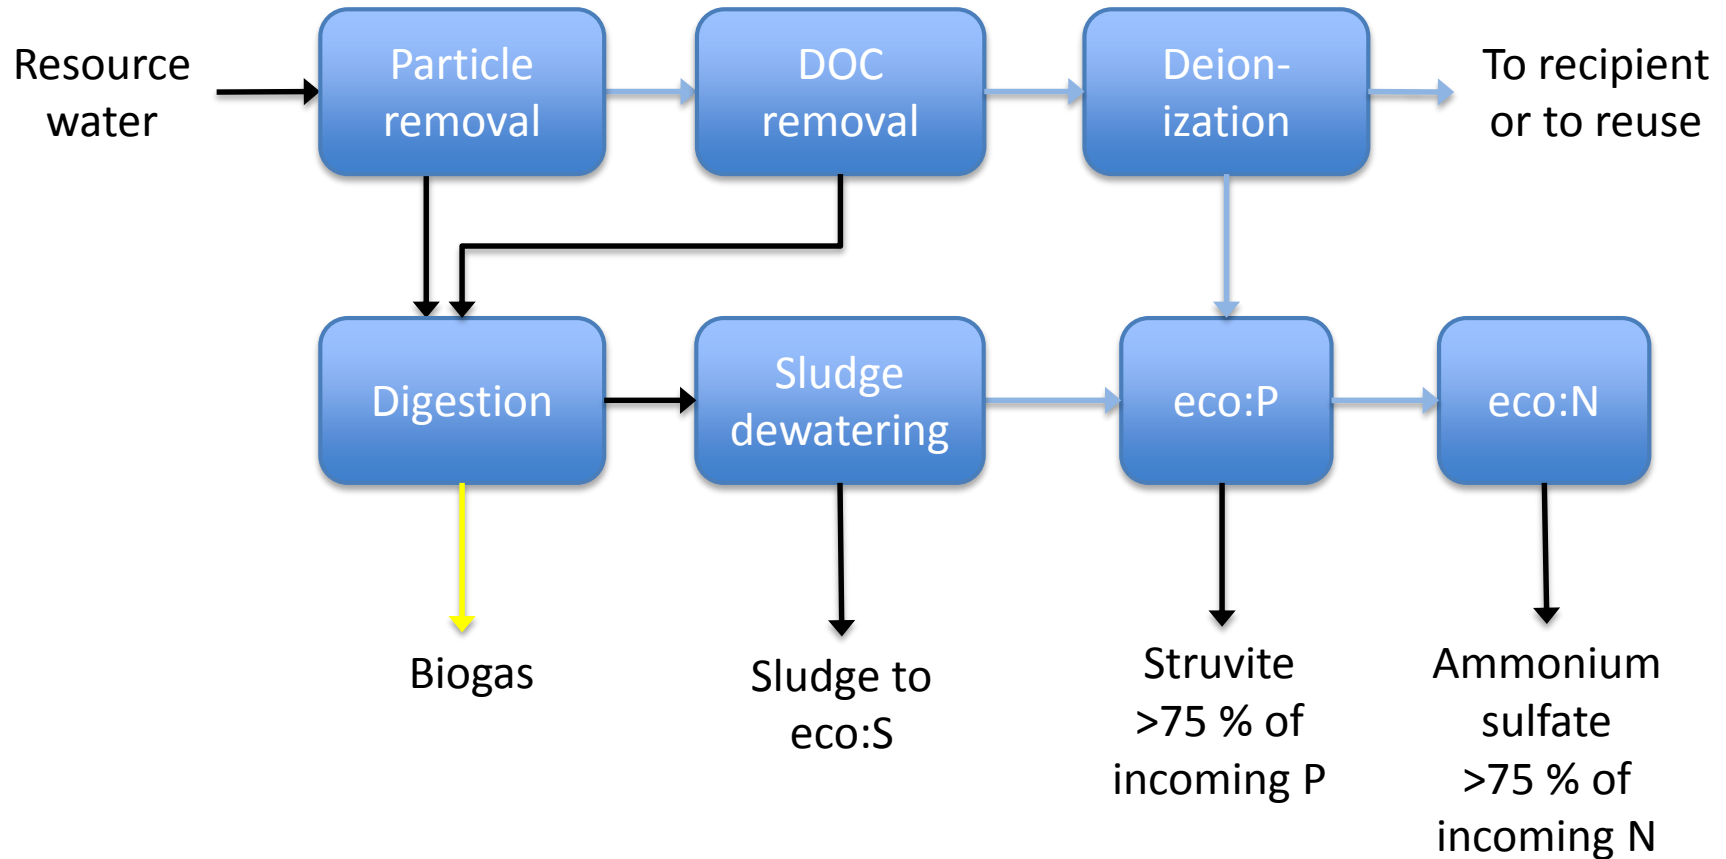 Resource
water
Particle
removal
DOC
removal
Deion-
ization
To recipient
or to reuse
Digestion
Sludge
dewatering
eco:P
eco:N
Biogas
Sludge to
eco:S
Struvite
>75 % of
incoming P
Ammonium
sulfate
>75 % of
incoming N